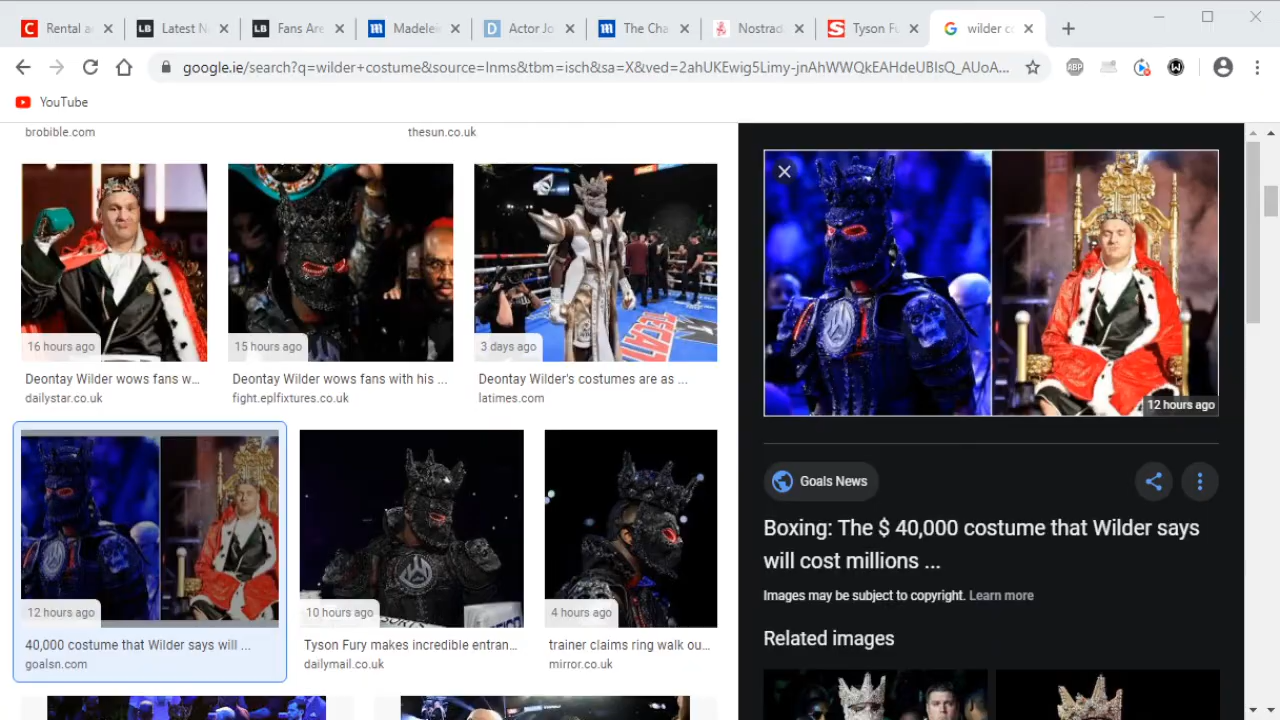 Rental a
Latest N
Fans Are
Madelei
Actor Jo
The Cha
Nostrad
Tyson Fu
wilder co
google.ie/search?q=wilder+costume&source=lnms&tbm=isch&sa=X&ved=2ahUKEwig5Limy-jnAhWWQkEAHdeUBIsQ_AUoA...
ABP
YouTube
brobible.com
thesun.co.uk
16 hours ago
15 hours ago
3 days ago
Deontay Wilder wows fans w...
Deontay Wilder wows fans with his ...
Deontay Wilder's costumes are as ...
dailystar.co.uk
fight.eplfixtures.co.uk
latimes.com
12 hours ago
10 hours ago
4 hours ago
40,000 costume that Wilder says will ...
Tyson Fury makes incredible entran...
trainer claims ring walk ou...
goalsn.com
dailymail.co.uk
mirror.co.uk
12 hours ago
Goals News
Boxing: The $ 40,000 costume that Wilder says
will cost millions ...
Images may be subject to copyright. Learn more
Related images